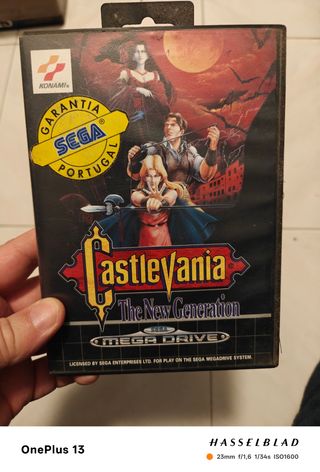 KONAMI
GARANTIA
SEGA
PORTUGAL
Castlevania
The New Generation
SEGA
MEGA DRIVE
LICENSED BY SEGA ENTERPRISES LTD. FOR PLAY ON THE SEGA MEGADRIVE SYSTEM.
OnePlus 13
HASSELBLAD
23mm f/1,6 1/34s ISO1600